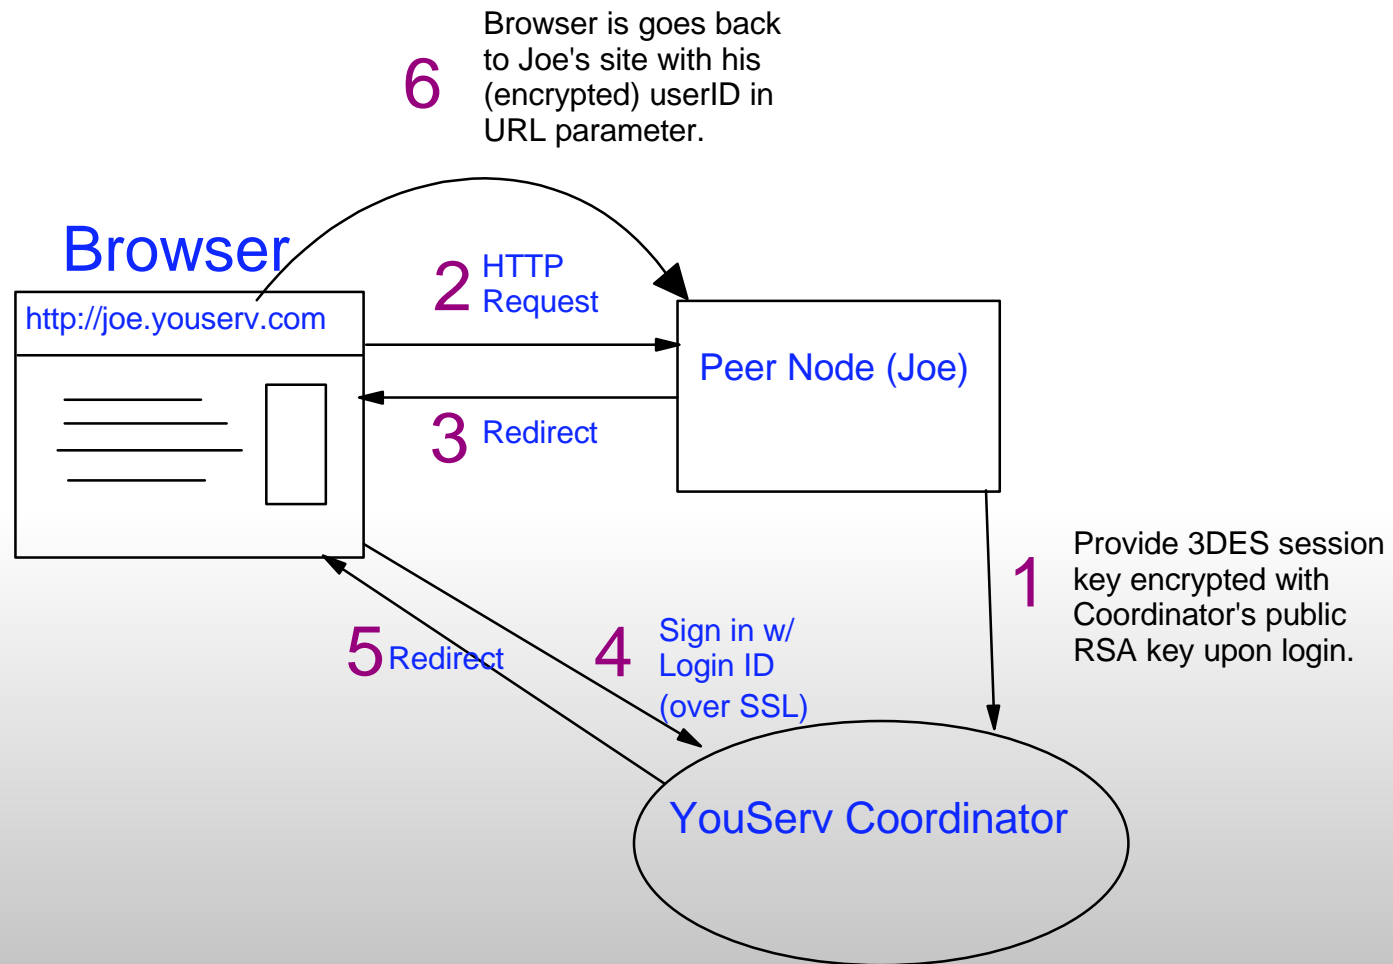 Browser is goes back
to Joe's site with his
(encrypted) userID in
URL parameter.
6
Browser
http://joe.youserv.com
2
HTTP
Request
Peer Node (Joe)
3
Redirect
1
Provide 3DES session
key encrypted with
Coordinator's public
RSA key upon login.
5
Redirect
4
Sign in w/
Login ID
(over SSL)
YouServ Coordinator